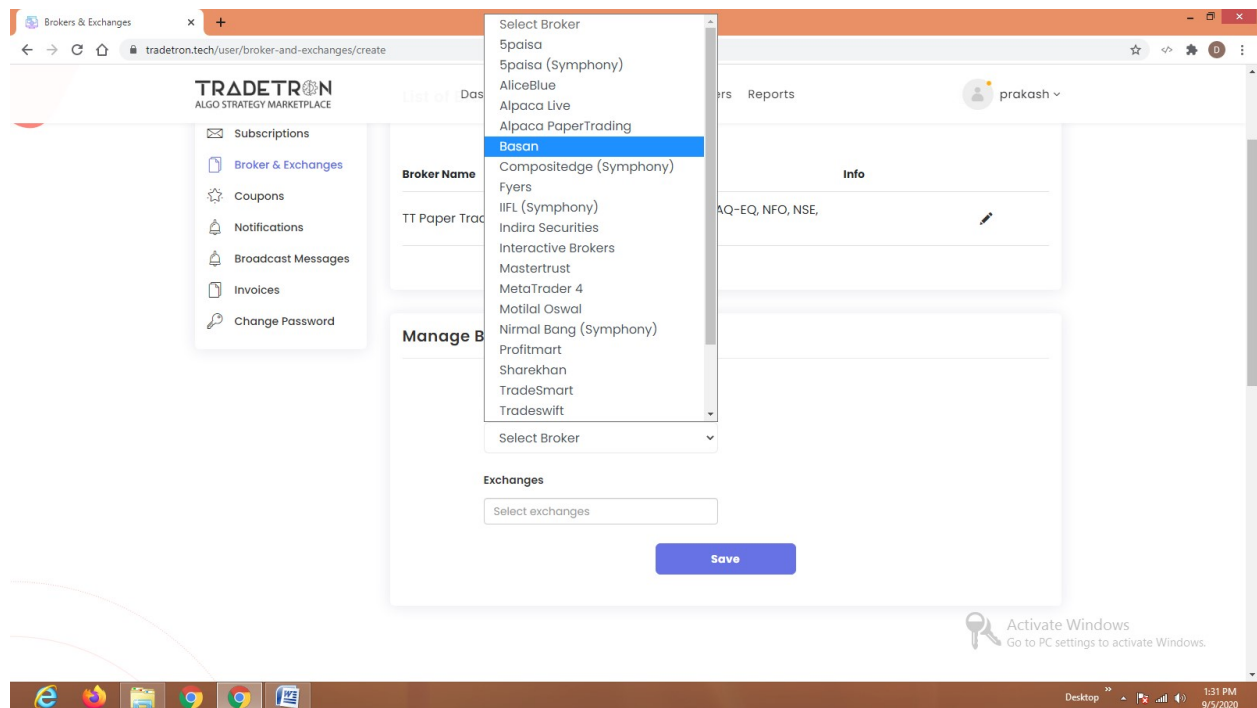 Brokers & Exchanges
tradetron.tech/user/broker-and-exchanges/create
D
TRADETRON
ALGO STRATEGY MARKETPLACE
Das
ers Reports
prakash
Subscriptions
Broker & Exchanges
Coupons
Notifications
Broadcast Messages
Invoices
Change Password
List of
Broker Name
Info
TT Paper Trad
AQ-EQ, NFO, NSE,
Manage B
Select Broker
5paisa
5paisa (Symphony)
AliceBlue
Alpaca Live
Alpaca PaperTrading
Basan
Compositedge (Symphony)
Fyers
IIFL (Symphony)
Indira Securities
Interactive Brokers
Mastertrust
MetaTrader 4
Motilal Oswal
Nirmal Bang (Symphony)
Profitmart
Sharekhan
TradeSmart
Tradeswift
Select Broker
Exchanges
Select exchanges
Save
Activate Windows
Go to PC settings to activate Windows.
Desktop
1:31 PM
9/5/2020